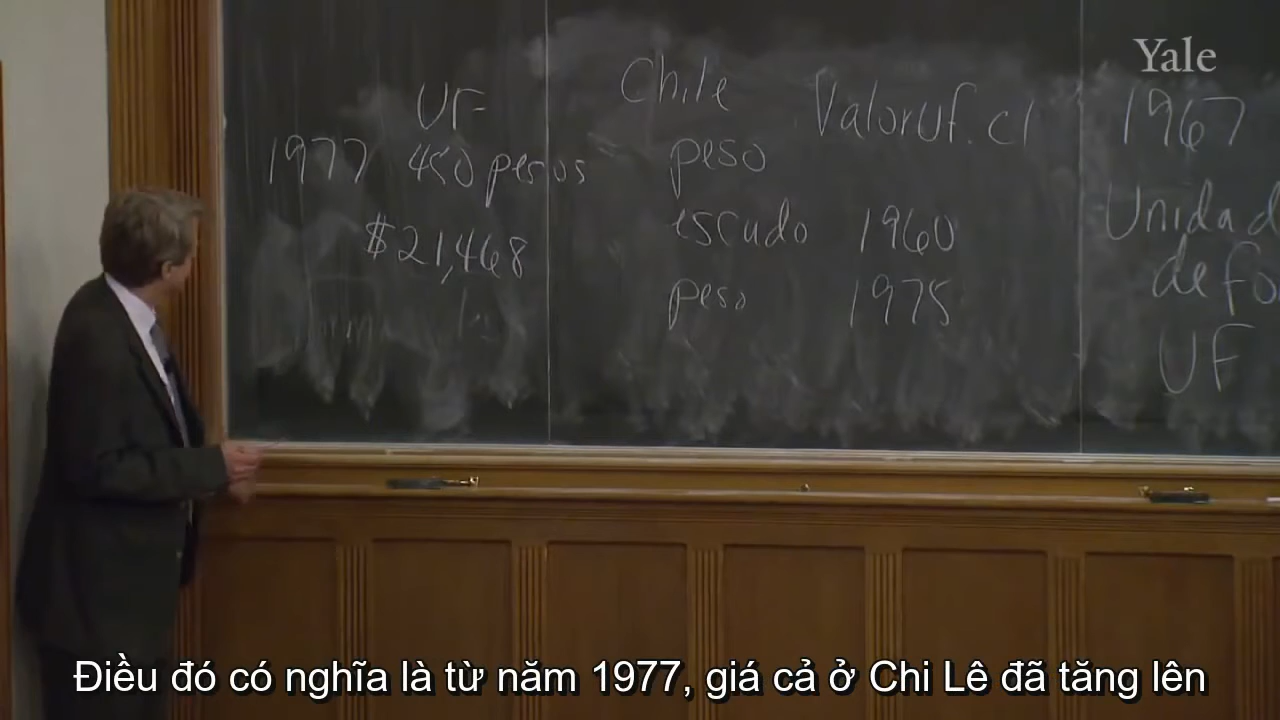 Yale
UF
1977 450 pesos
$21,468
Chile
peso
escudo 1960
peso 1975
Valoruf.cl
1967
Unidad
de fo
UF
Điều đó có nghĩa là từ năm 1977, giá cả ở Chi Lê đã tăng lên